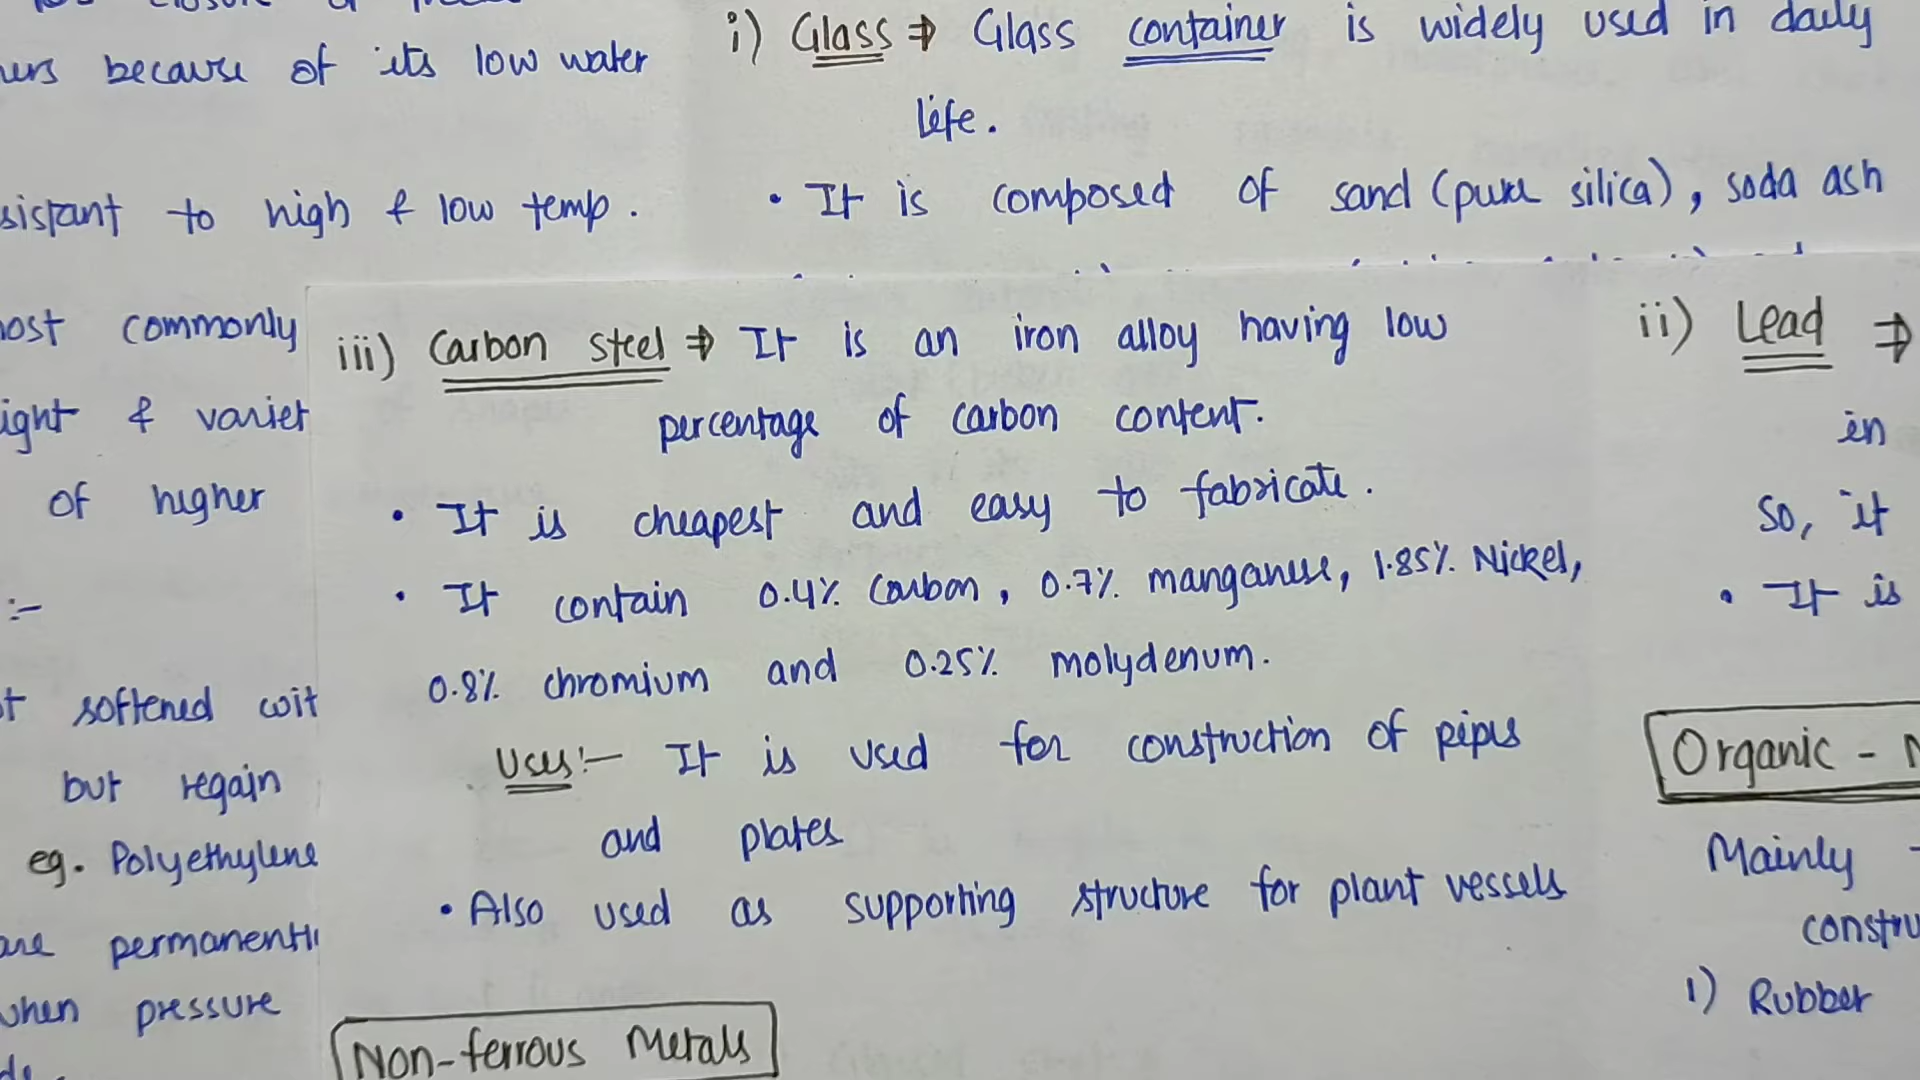 ers because of its low water
sistant to high & low temp.
ost commonly
ight & variet
of higher
:-
t softened wit
but regain
eg. Polyethylene
are permanentl
when pressure
i) Glass ⇒ Glass container is widely used in daily
life.
• It is composed of sand (pure silica), soda ash
iii) Carbon steel ⇒ It is an iron alloy having low
percentage of carbon content.
• It is cheapest and easy to fabricate.
• It contain 0.4% Carbon, 0.7% manganese, 1.85% Nickel,
0.8% chromium and 0.25% molydenum.
Uses:- It is used for construction of pipes
and plates
• Also used as supporting structure for plant vessels
Non-ferrous Metals
ii) Lead ⇒
in
So, it
• It is
Organic -
Mainly
constru
1) Rubber